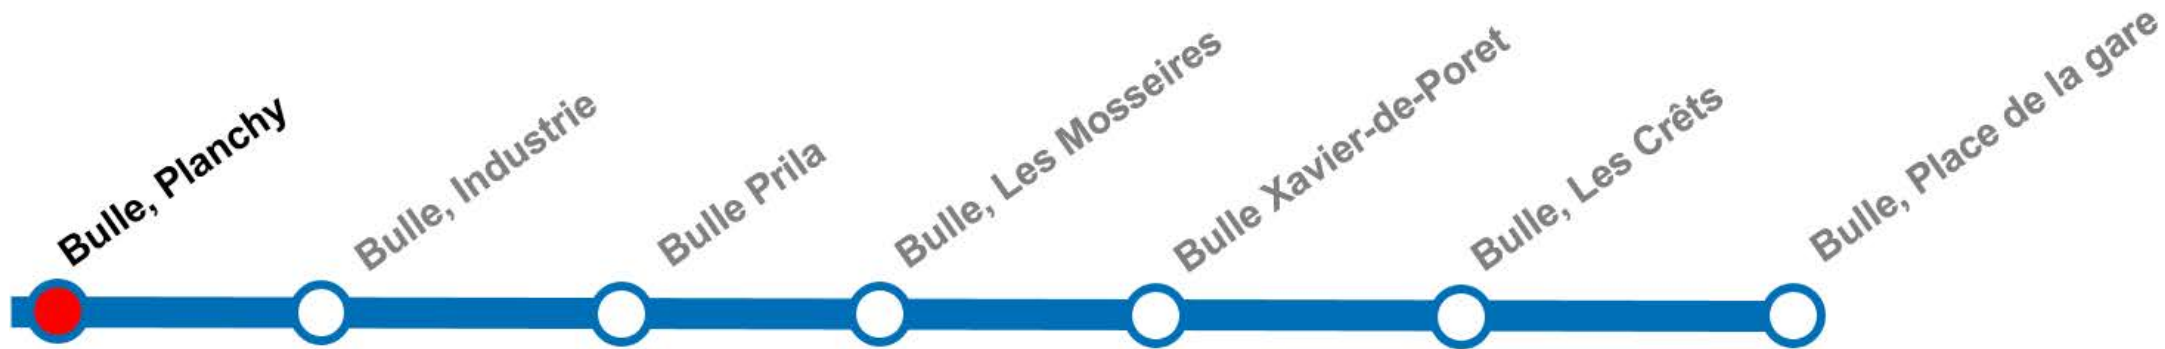 Bulle, Planchy
Bulle, Industrie
Bulle Prila
Bulle, Les Mosseires
Bulle Xavier-de-Poret
Bulle, Les Crêts
Bulle, Place de la gare